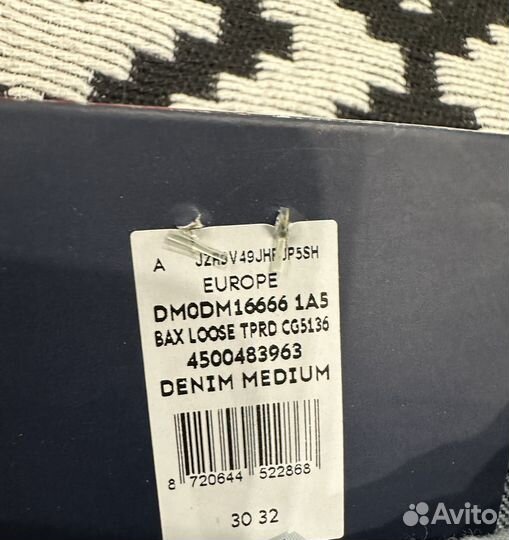 A
EUROPE
DM0DM16666 1A5
BAX LOOSE TPRD CG5136
4500483963
DENIM MEDIUM
8 720644 522868
30 32
Avito